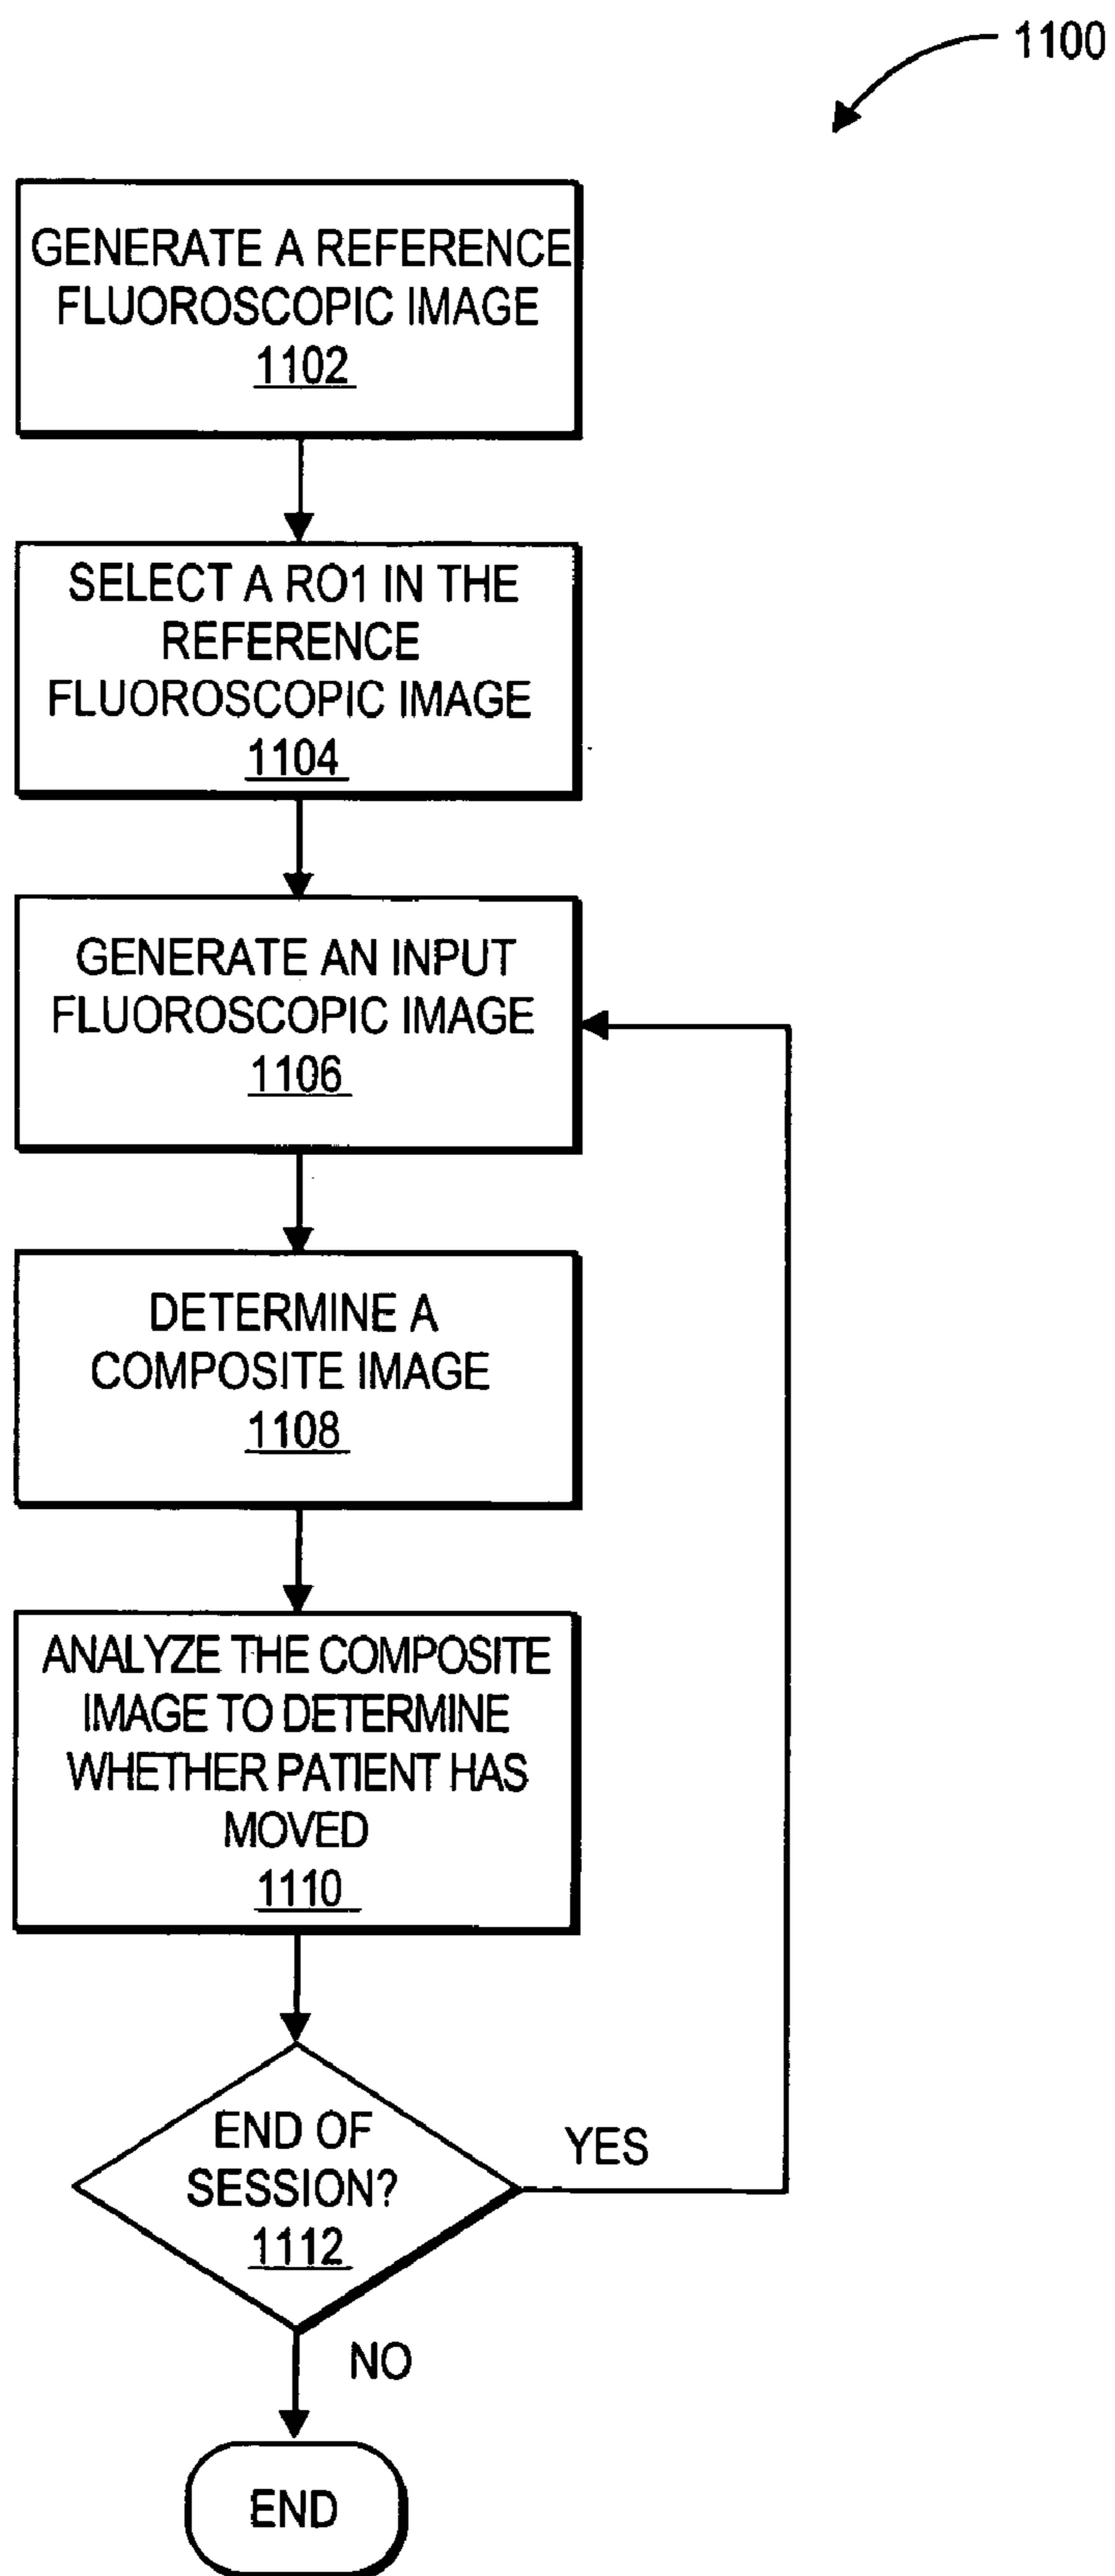 1100
GENERATE A REFERENCE
FLUOROSCOPIC IMAGE
1102
SELECT A RO1 IN THE
REFERENCE
FLUOROSCOPIC IMAGE
1104
GENERATE AN INPUT
FLUOROSCOPIC IMAGE
1106
DETERMINE A
COMPOSITE IMAGE
1108
ANALYZE THE COMPOSITE
IMAGE TO DETERMINE
WHETHER PATIENT HAS
MOVED
1110
END OF
SESSION?
1112
YES
NO
END